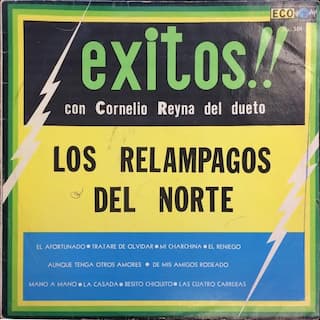 ECO
exitos!!
con Cornelio Reyna del dueto
LOS RELAMPAGOS
DEL NORTE
EL AFORTUNADO • TRATARE DE OLVIDAR • MI CHARCHINA • EL RENIEGO
AUNQUE TENGA OTROS AMORES • DE MIS AMIGOS RODEADO
MANO A MANO • LA CASADA • BESITO CHIQUITO • LAS CUATRO CARRERAS